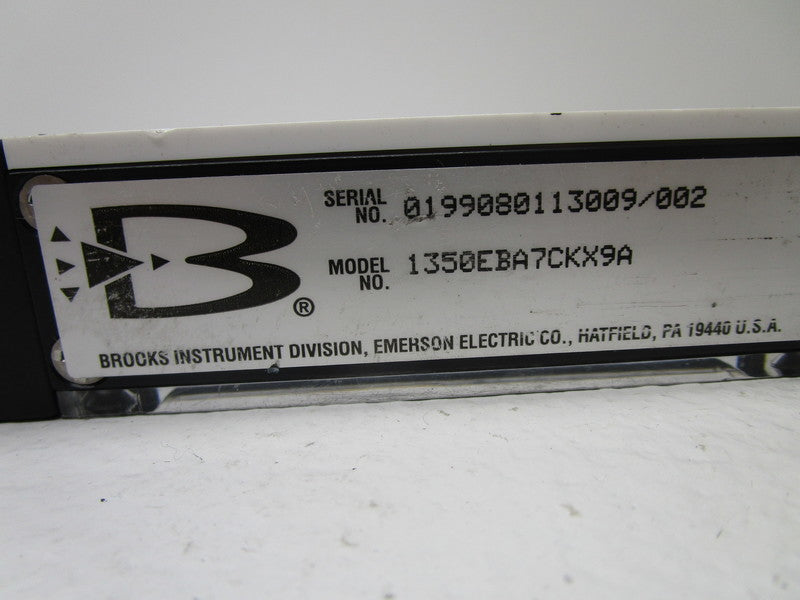 SERIAL NO. 0199080113009/002
MODEL NO. 1350EBA7CKX9A
B ®
BROOKS INSTRUMENT DIVISION, EMERSON ELECTRIC CO., HATFIELD, PA 19440 U.S.A.